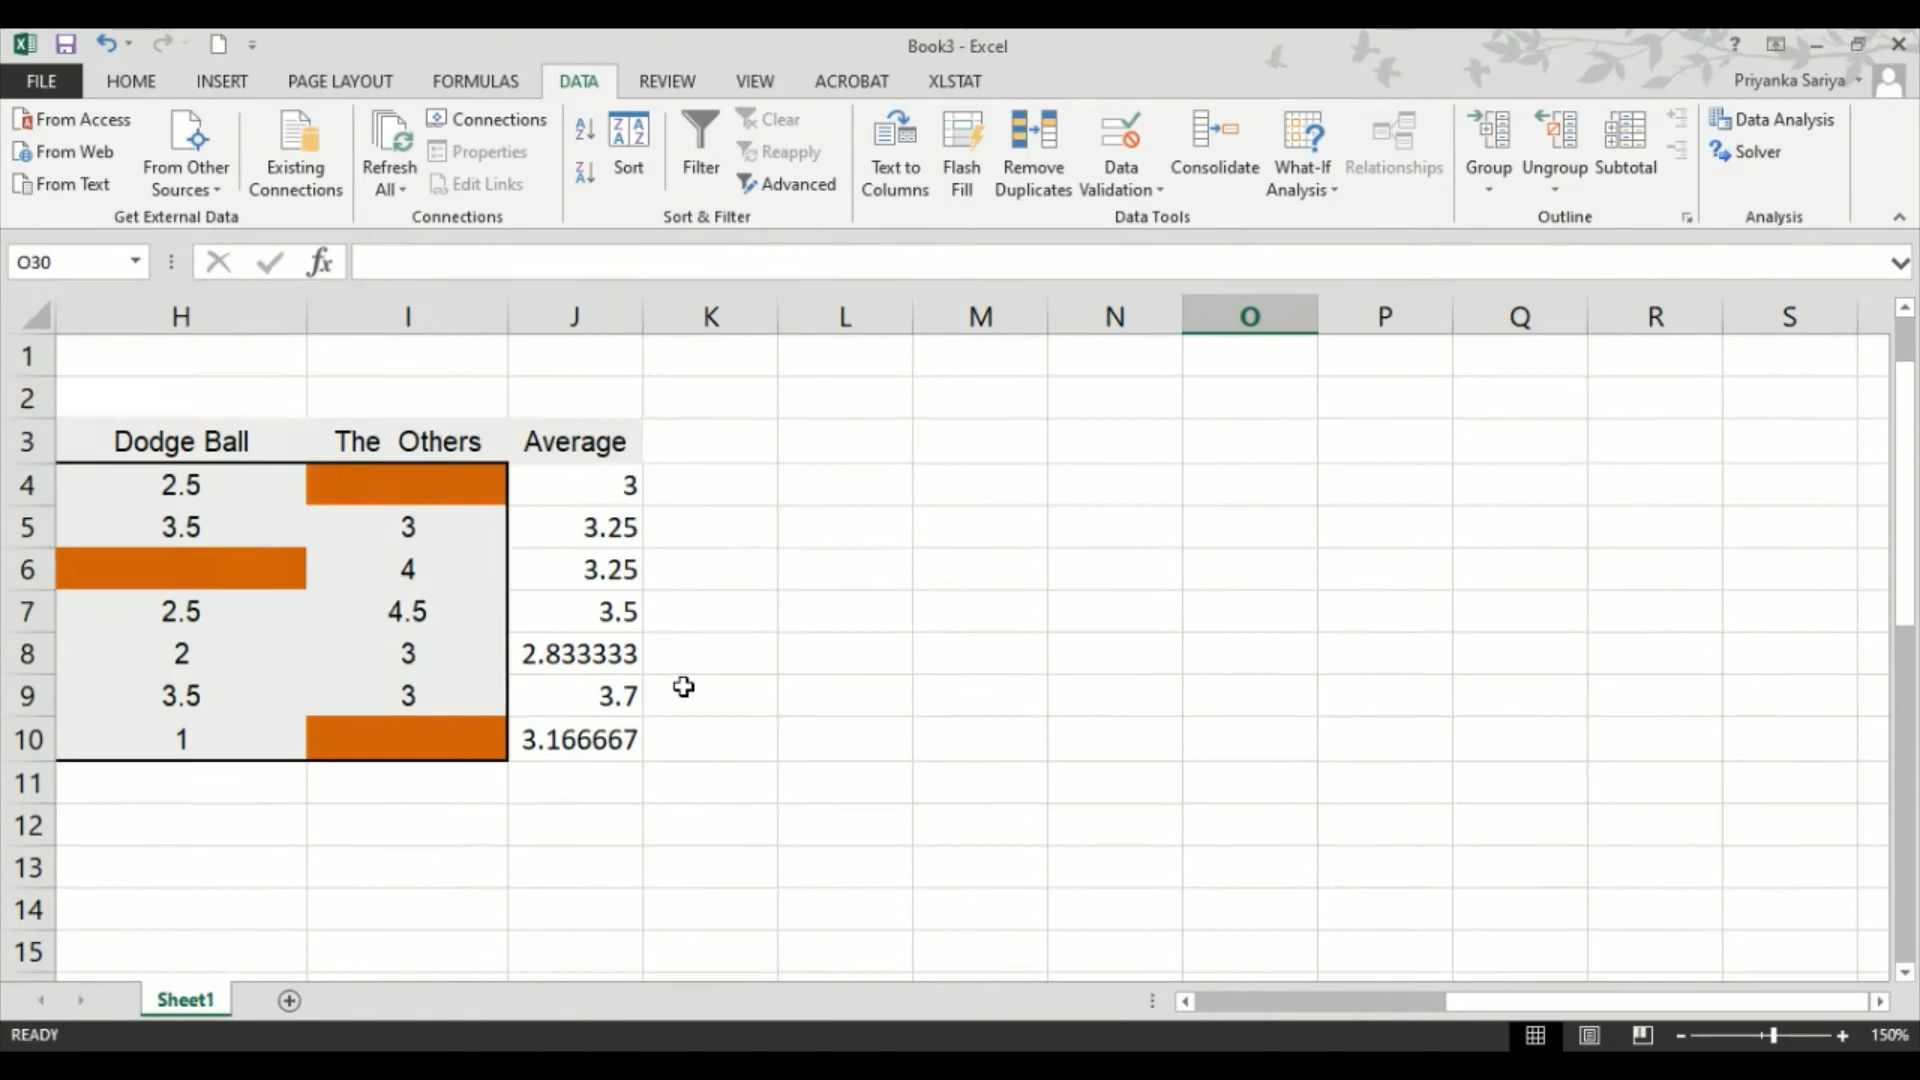 Book3 - Excel
?
FILE HOME INSERT PAGE LAYOUT FORMULAS DATA REVIEW VIEW ACROBAT XLSTAT Priyanka Sariya
From Access
From Web
From Text
From Other
Sources
Existing
Connections
Get External Data
Refresh
All
Connections
Properties
Edit Links
Connections
Sort
Filter
Clear
Reapply
Advanced
Sort & Filter
Text to
Columns
Flash
Fill
Remove
Duplicates
Data
Validation
Consolidate
What-If
Analysis
Relationships
Data Tools
Group
Ungroup
Subtotal
Outline
Data Analysis
Solver
Analysis
O30
fx
H I J K L M N O P Q R S
1
2
3 Dodge Ball The Others Average
4 2.5 3
5 3.5 3 3.25
6 4 3.25
7 2.5 4.5 3.5
8 2 3 2.833333
9 3.5 3 3.7
10 1 3.166667
11
12
13
14
15
Sheet1
READY 150%